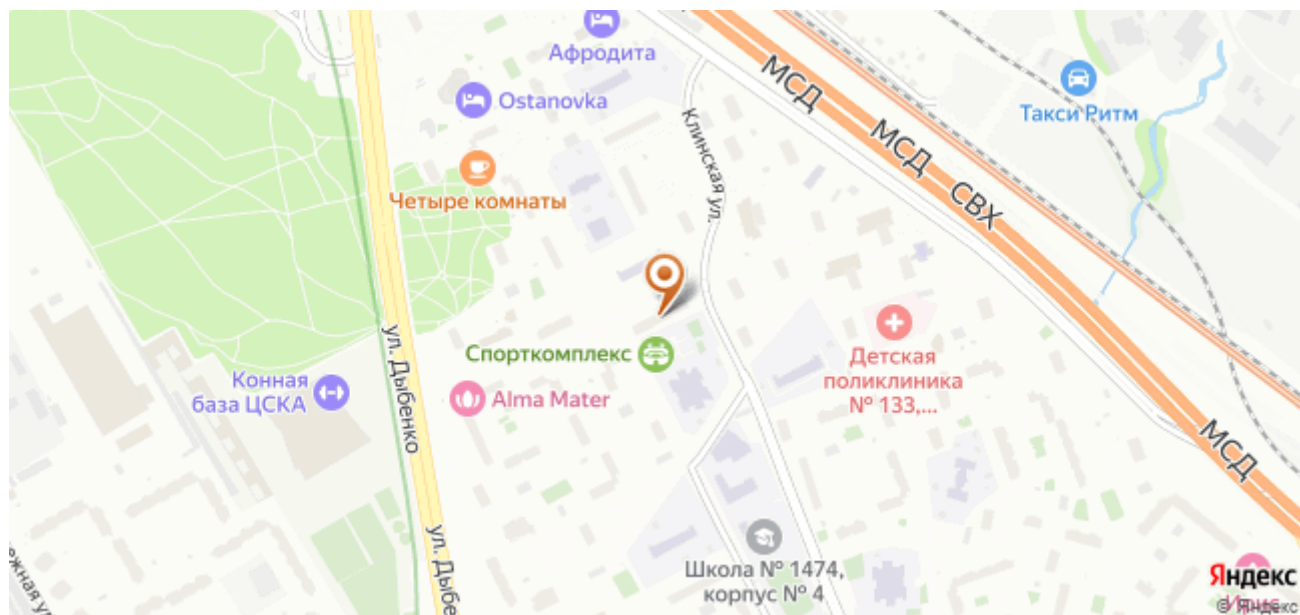 Афродита
Ostanovka
МСД
МСД
СВХ
Такси Ритм
Клинская ул.
Четыре комнаты
Спорткомплекс
Конная
база ЦСКА
ул. Дыбенко
Alma Mater
Детская
поликлиника
№ 133,...
МСД
ул. Дыбе
Школа № 1474,
корпус № 4
Яндекс
© Яндекс